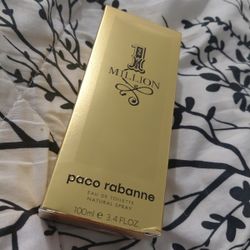 1
MILLION
paco rabanne
EAU DE TOILETTE
NATURAL SPRAY
100ml e 3.4 FL.OZ.